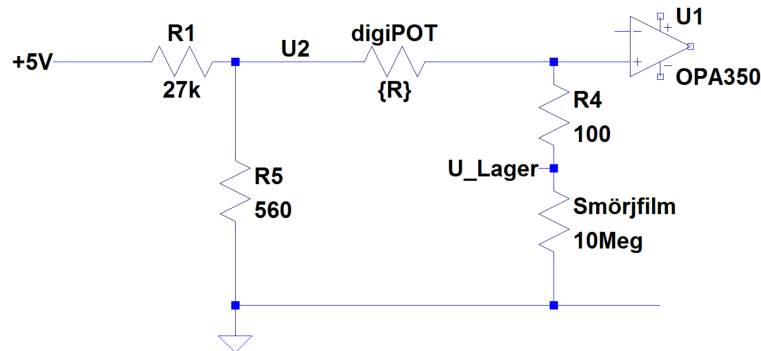 R1
digiPOT
U1
+5V
U2
27k
{R}
OPA350
R4
100
U_Lager
R5
560
Smörjfilm
10Meg